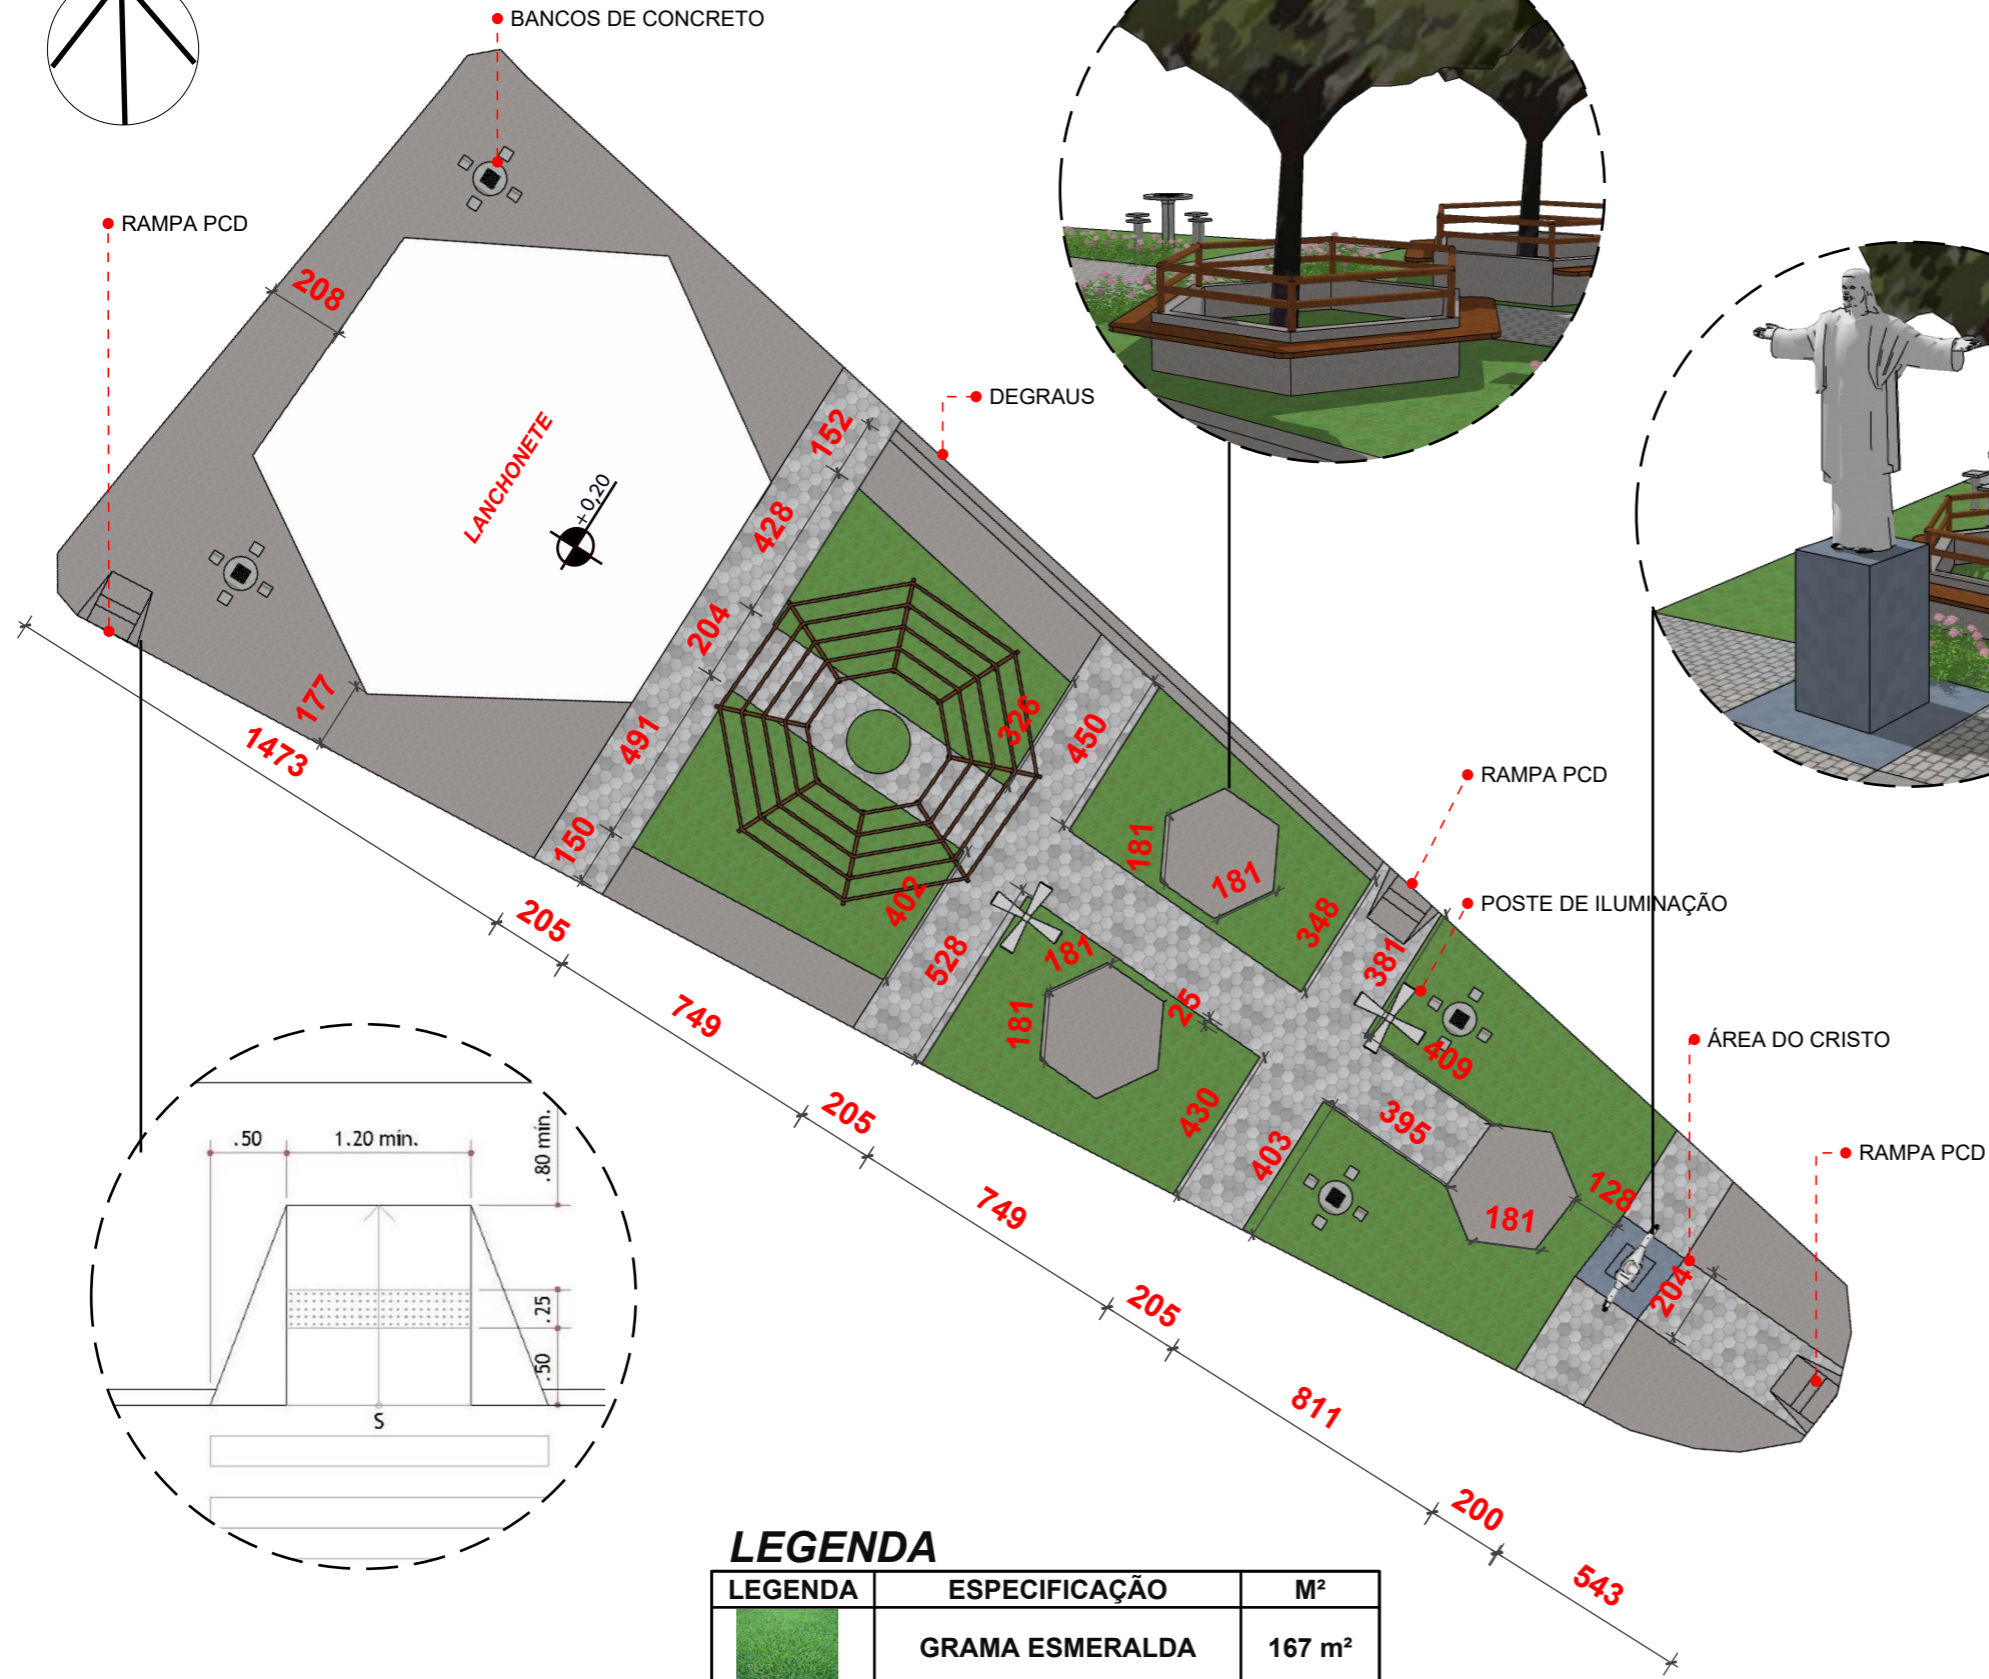 BANCOS DE CONCRETO
RAMPA PCD
208
LANCHONETE
+0,20
DEGRAUS
152
428
204
491
150
177
1473
326
450
RAMPA PCD
POSTE DE ILUMINAÇÃO
181
181
348
381
402
528
181
181
25
409
430
403
395
181
128
204
ÁREA DO CRISTO
RAMPA PCD
205
749
205
749
205
811
200
543
.50
1.20 mín.
.80 mín.
.25
.50
S
LEGENDA
LEGENDA ESPECIFICAÇÃO M²
GRAMA ESMERALDA 167 m²